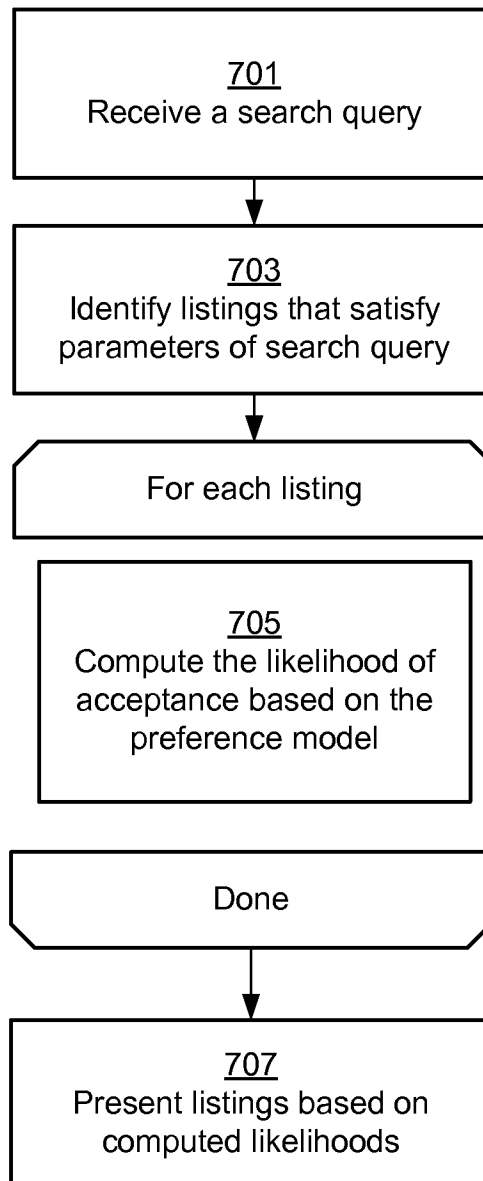 701
Receive a search query
703
Identify listings that satisfy
parameters of search query
For each listing
705
Compute the likelihood of
acceptance based on the
preference model
Done
707
Present listings based on
computed likelihoods